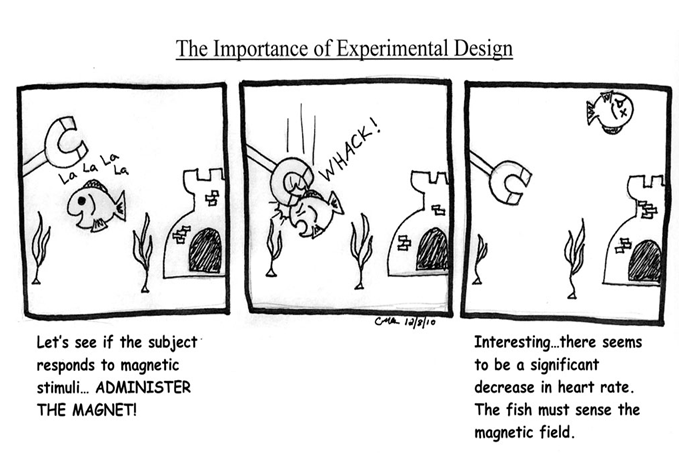 The Importance of Experimental Design
La La La
La
WHACK!
12/8/10
Let's see if the subject
responds to magnetic
stimuli... ADMINISTER
THE MAGNET!
Interesting...there seems
to be a significant
decrease in heart rate.
The fish must sense the
magnetic field.